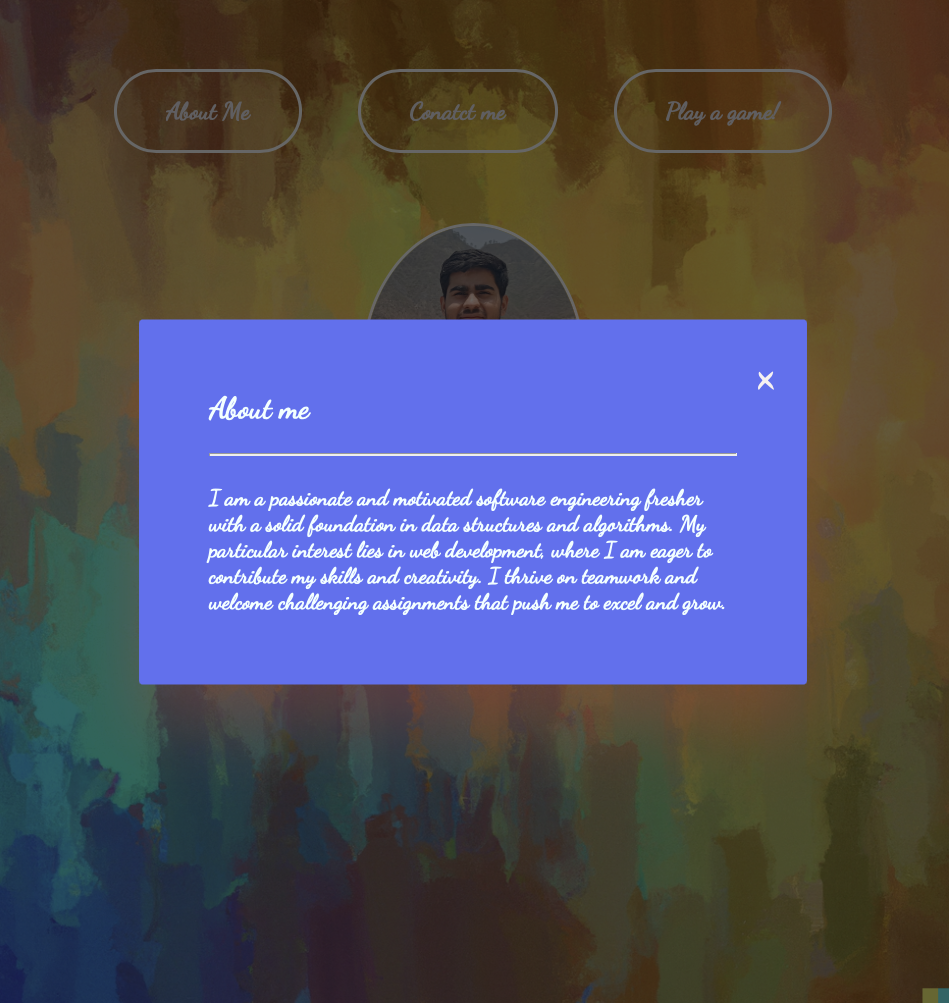 About Me
Conatct me
Play a game!
X
About me
I am a passionate and motivated software engineering fresher
with a solid foundation in data structures and algorithms. My
particular interest lies in web development, where I am eager to
contribute my skills and creativity. I thrive on teamwork and
welcome challenging assignments that push me to excel and grow.